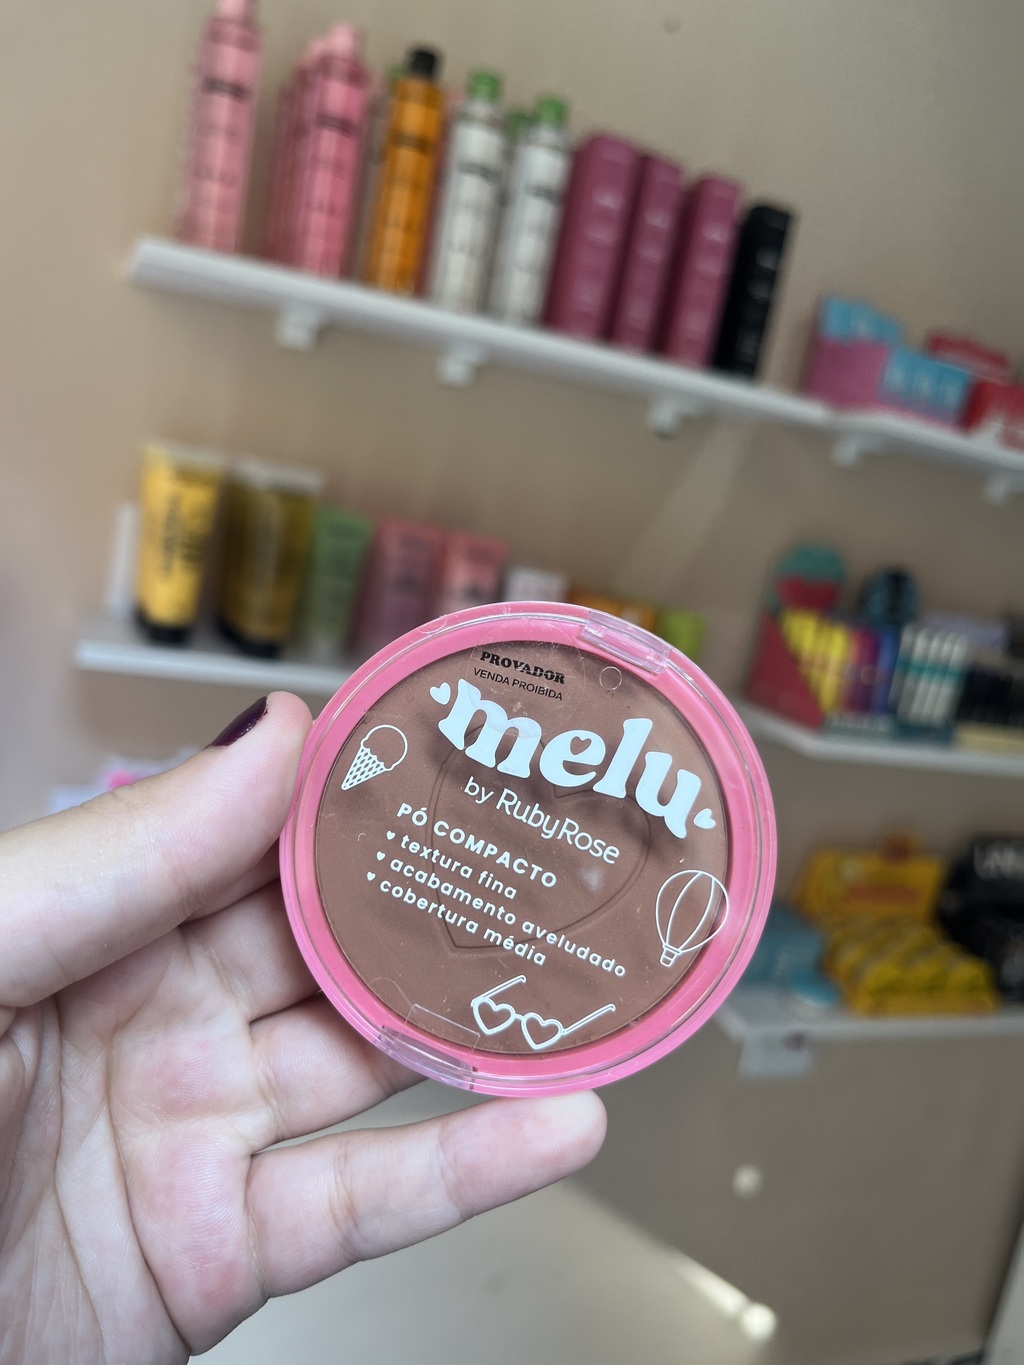 PROVADOR
VENDA PROIBIDA
melu
by RubyRose
PÓ COMPACTO
textura fina
acabamento aveludado
cobertura média